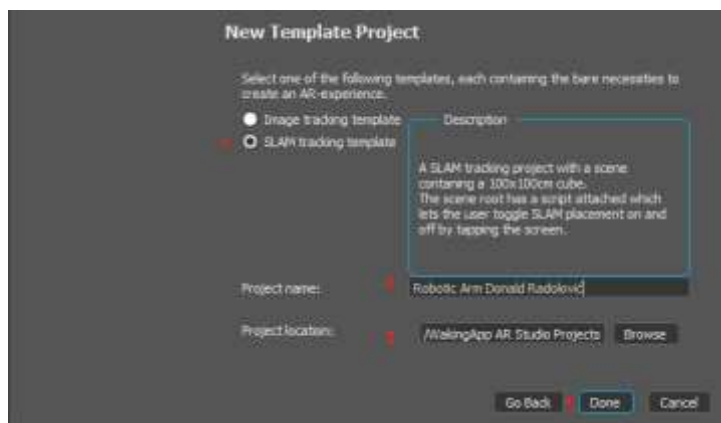 New Template Project
Select one of the following templates, each containing the bare necessities to
create an AR-experience.
Image tracking template
SLAM tracking template
Description
A SLAM tracking project with a scene
containing a 100x100cm cube.
The scene root has a script attached which
lets the user toggle SLAM placement on and
off by tapping the screen.
Project name:
Robotic Arm Donald Radolović
Project location:
/WakingApp AR Studio Projects
Browse
Go Back
Done
Cancel